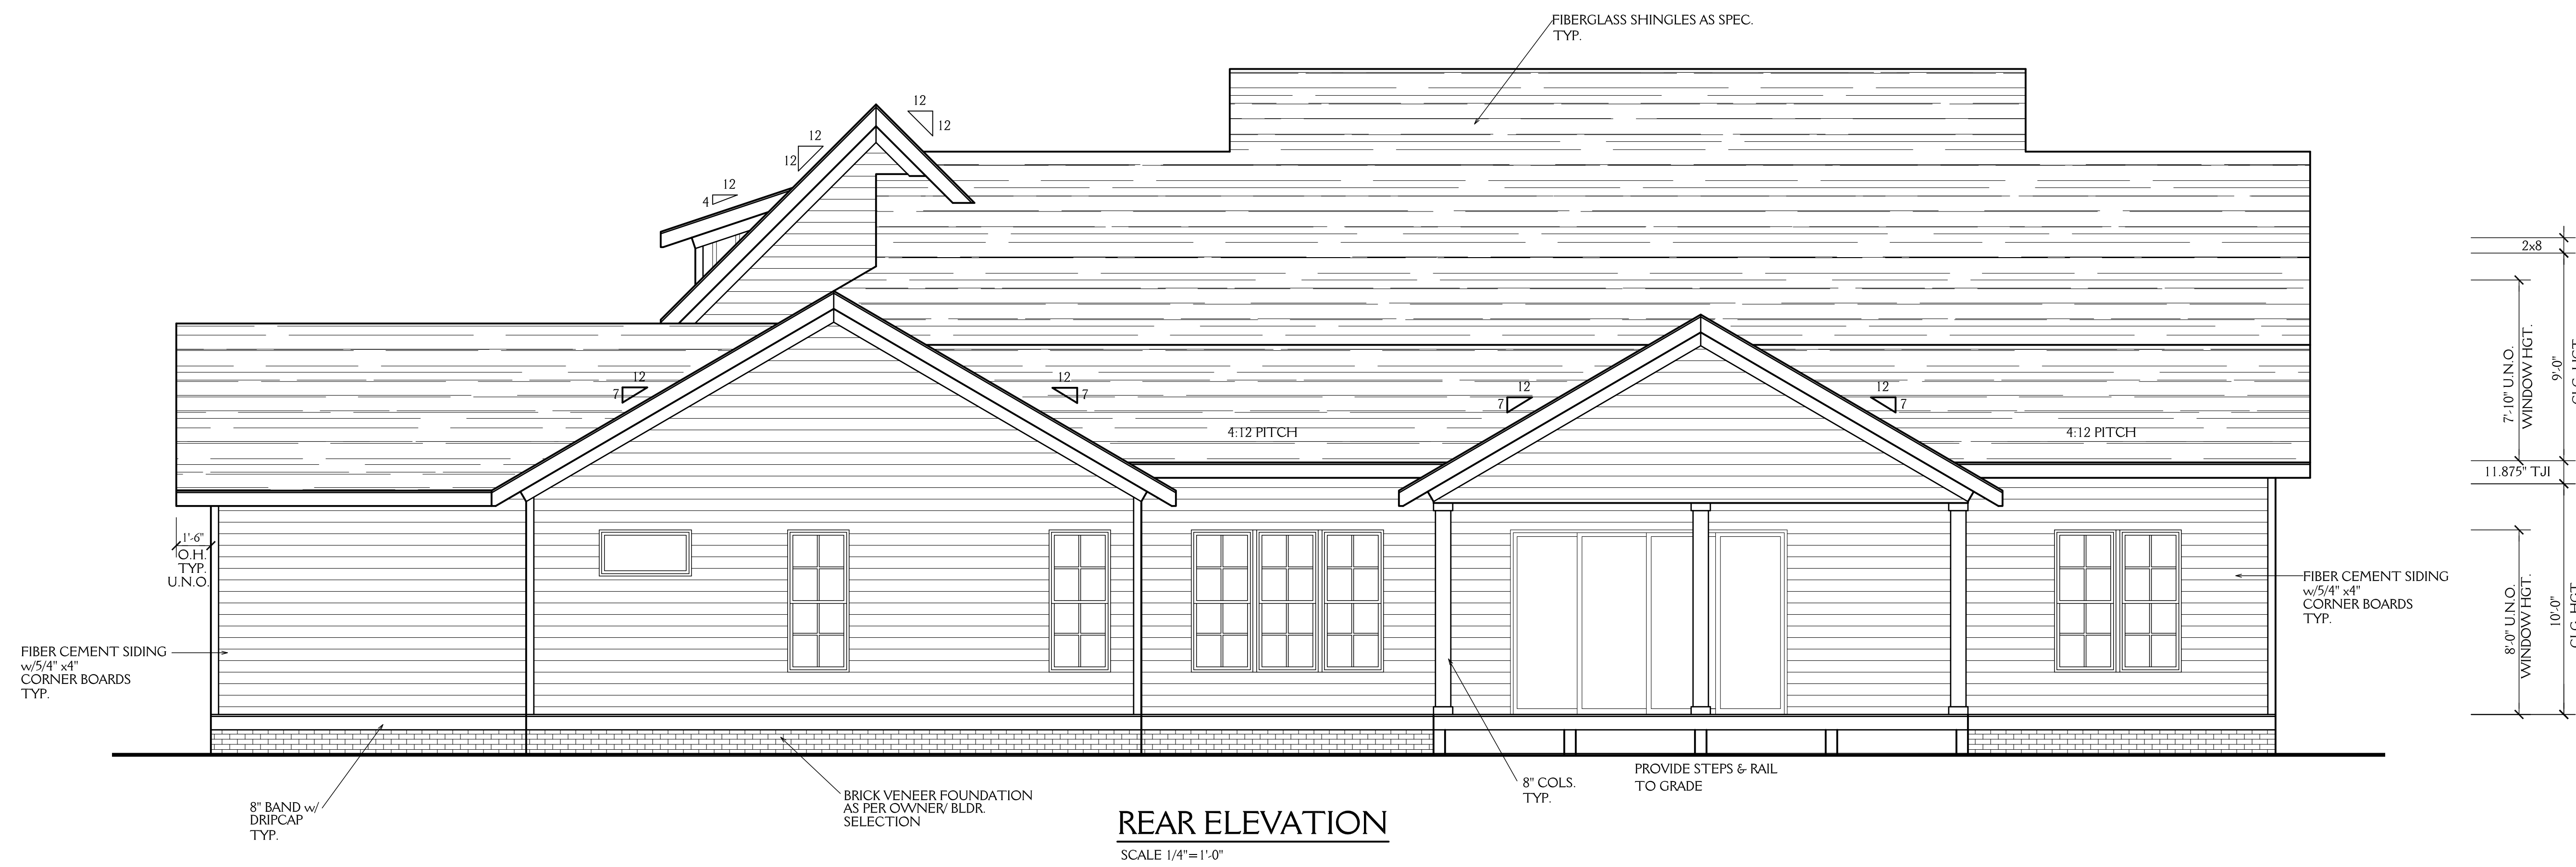 FIBERGLASS SHINGLES AS SPEC.
TYP.
12
12
12
12
12
4
2x8
7'-10" U.N.O.
WINDOW HGT.
9'-0"
12
7
12
7
12
7
12
7
4:12 PITCH
4:12 PITCH
11.875" TJI
1'-6"
O.H.
TYP.
U.N.O.
8'-0" U.N.O.
WINDOW HGT.
10'-0"
FIBER CEMENT SIDING
w/5/4" x4"
CORNER BOARDS
TYP.
FIBER CEMENT SIDING
w/5/4" x4"
CORNER BOARDS
TYP.
8" BAND w/
DRIPCAP
TYP.
BRICK VENEER FOUNDATION
AS PER OWNER/ BLDR.
SELECTION
8" COLS.
TYP.
PROVIDE STEPS & RAIL
TO GRADE
REAR ELEVATION
SCALE 1/4"=1'-0"